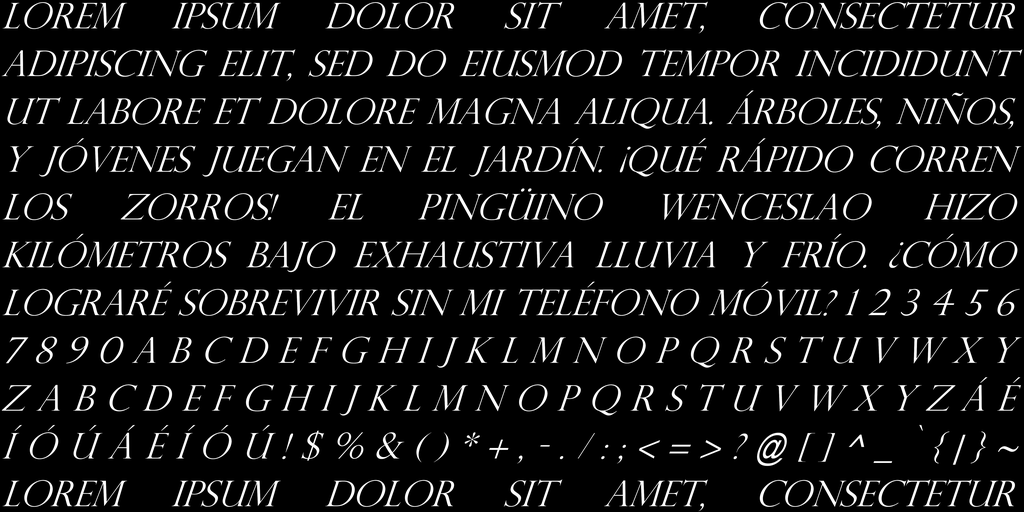 LOREM IPSUM DOLOR SIT AMET, CONSECTETUR
ADIPISCING ELIT, SED DO EIUSMOD TEMPOR INCIDIDUNT
UT LABORE ET DOLORE MAGNA ALIQUA. ÁRBOLES, NIÑOS,
Y JÓVENES JUEGAN EN EL JARDÍN. ¡QUÉ RÁPIDO CORREN
LOS ZORROS! EL PINGÜINO WENCESLAO HIZO
KILÓMETROS BAJO EXHAUSTIVA LLUVIA Y FRÍO. ¿CÓMO
LOGRARÉ SOBREVIVIR SIN MI TELÉFONO MÓVIL? 1 2 3 4 5 6
7 8 9 0 A B C D E F G H I J K L M N O P Q R S T U V W X Y
Z A B C D E F G H I J K L M N O P Q R S T U V W X Y Z Á É
Í Ó Ú Á É Í Ó Ú ! $ % & ( ) * + , - . / : ; < = > ? @ [ ] ^ _ ` { | } ~
LOREM IPSUM DOLOR SIT AMET, CONSECTETUR